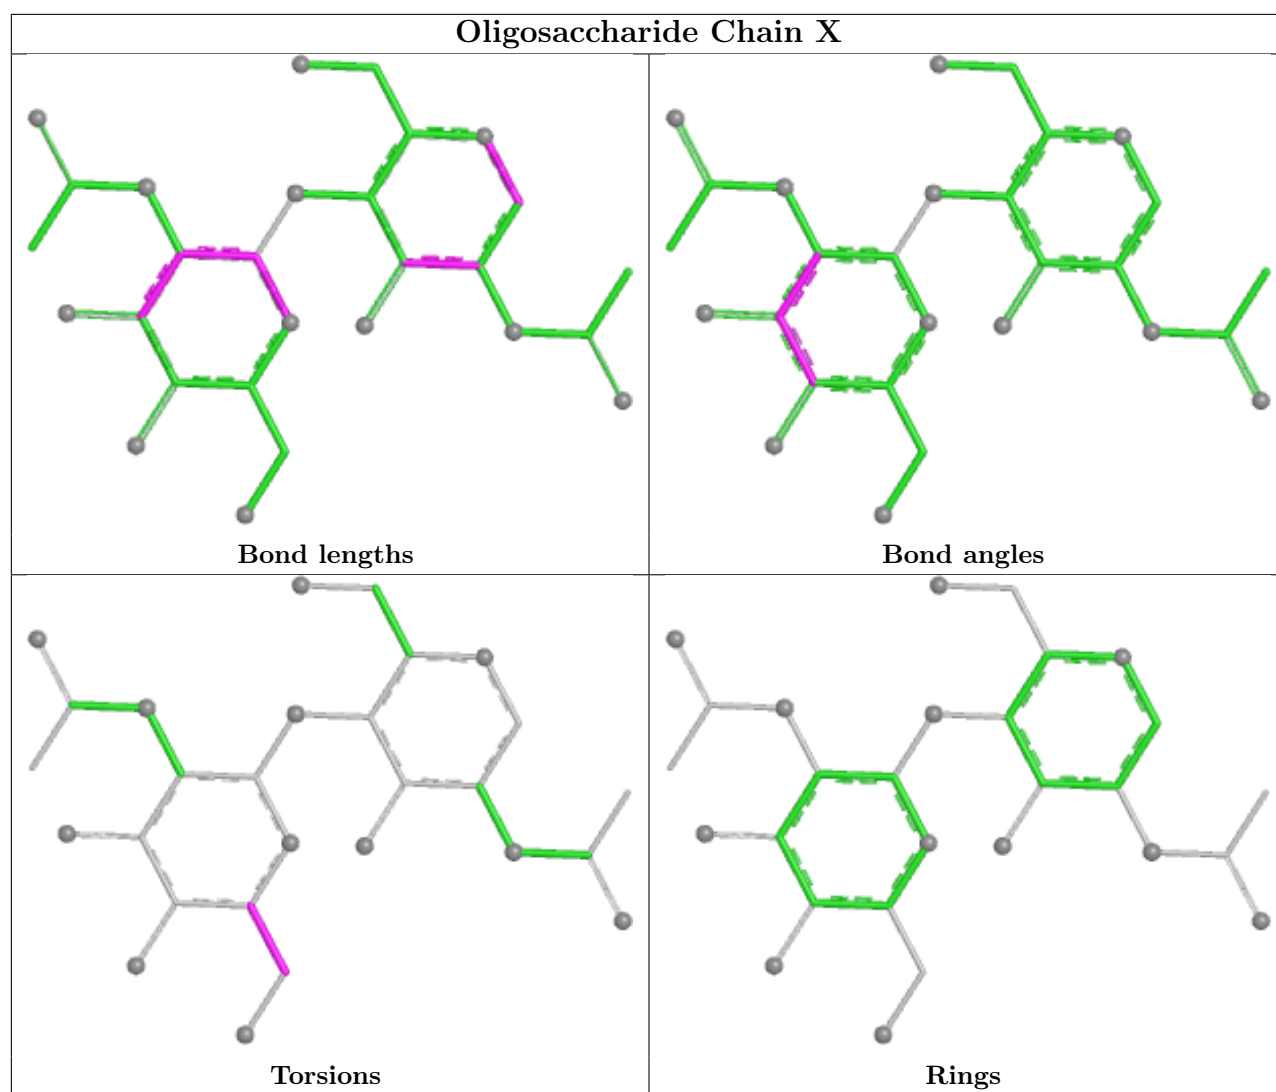 Oligosaccharide Chain X
Bond lengths
Bond angles
Torsions
Rings